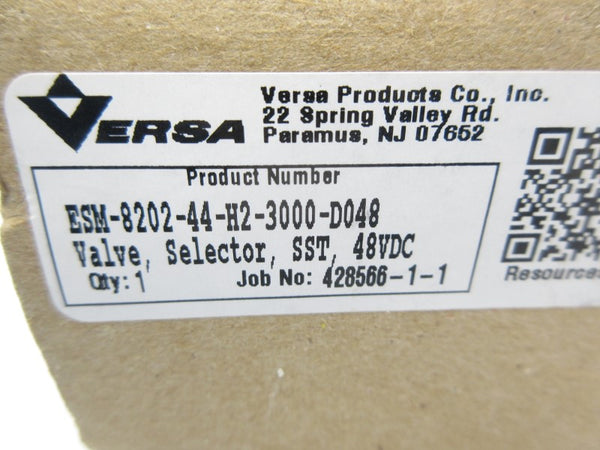 VERSA
Versa Products Co., Inc.
22 Spring Valley Rd.
Paramus, NJ 07652
Product Number
ESM-8202-44-H2-3000-D048
Valve, Selector, SST, 48VDC
Qty: 1 Job No: 428566-1-1
Resources